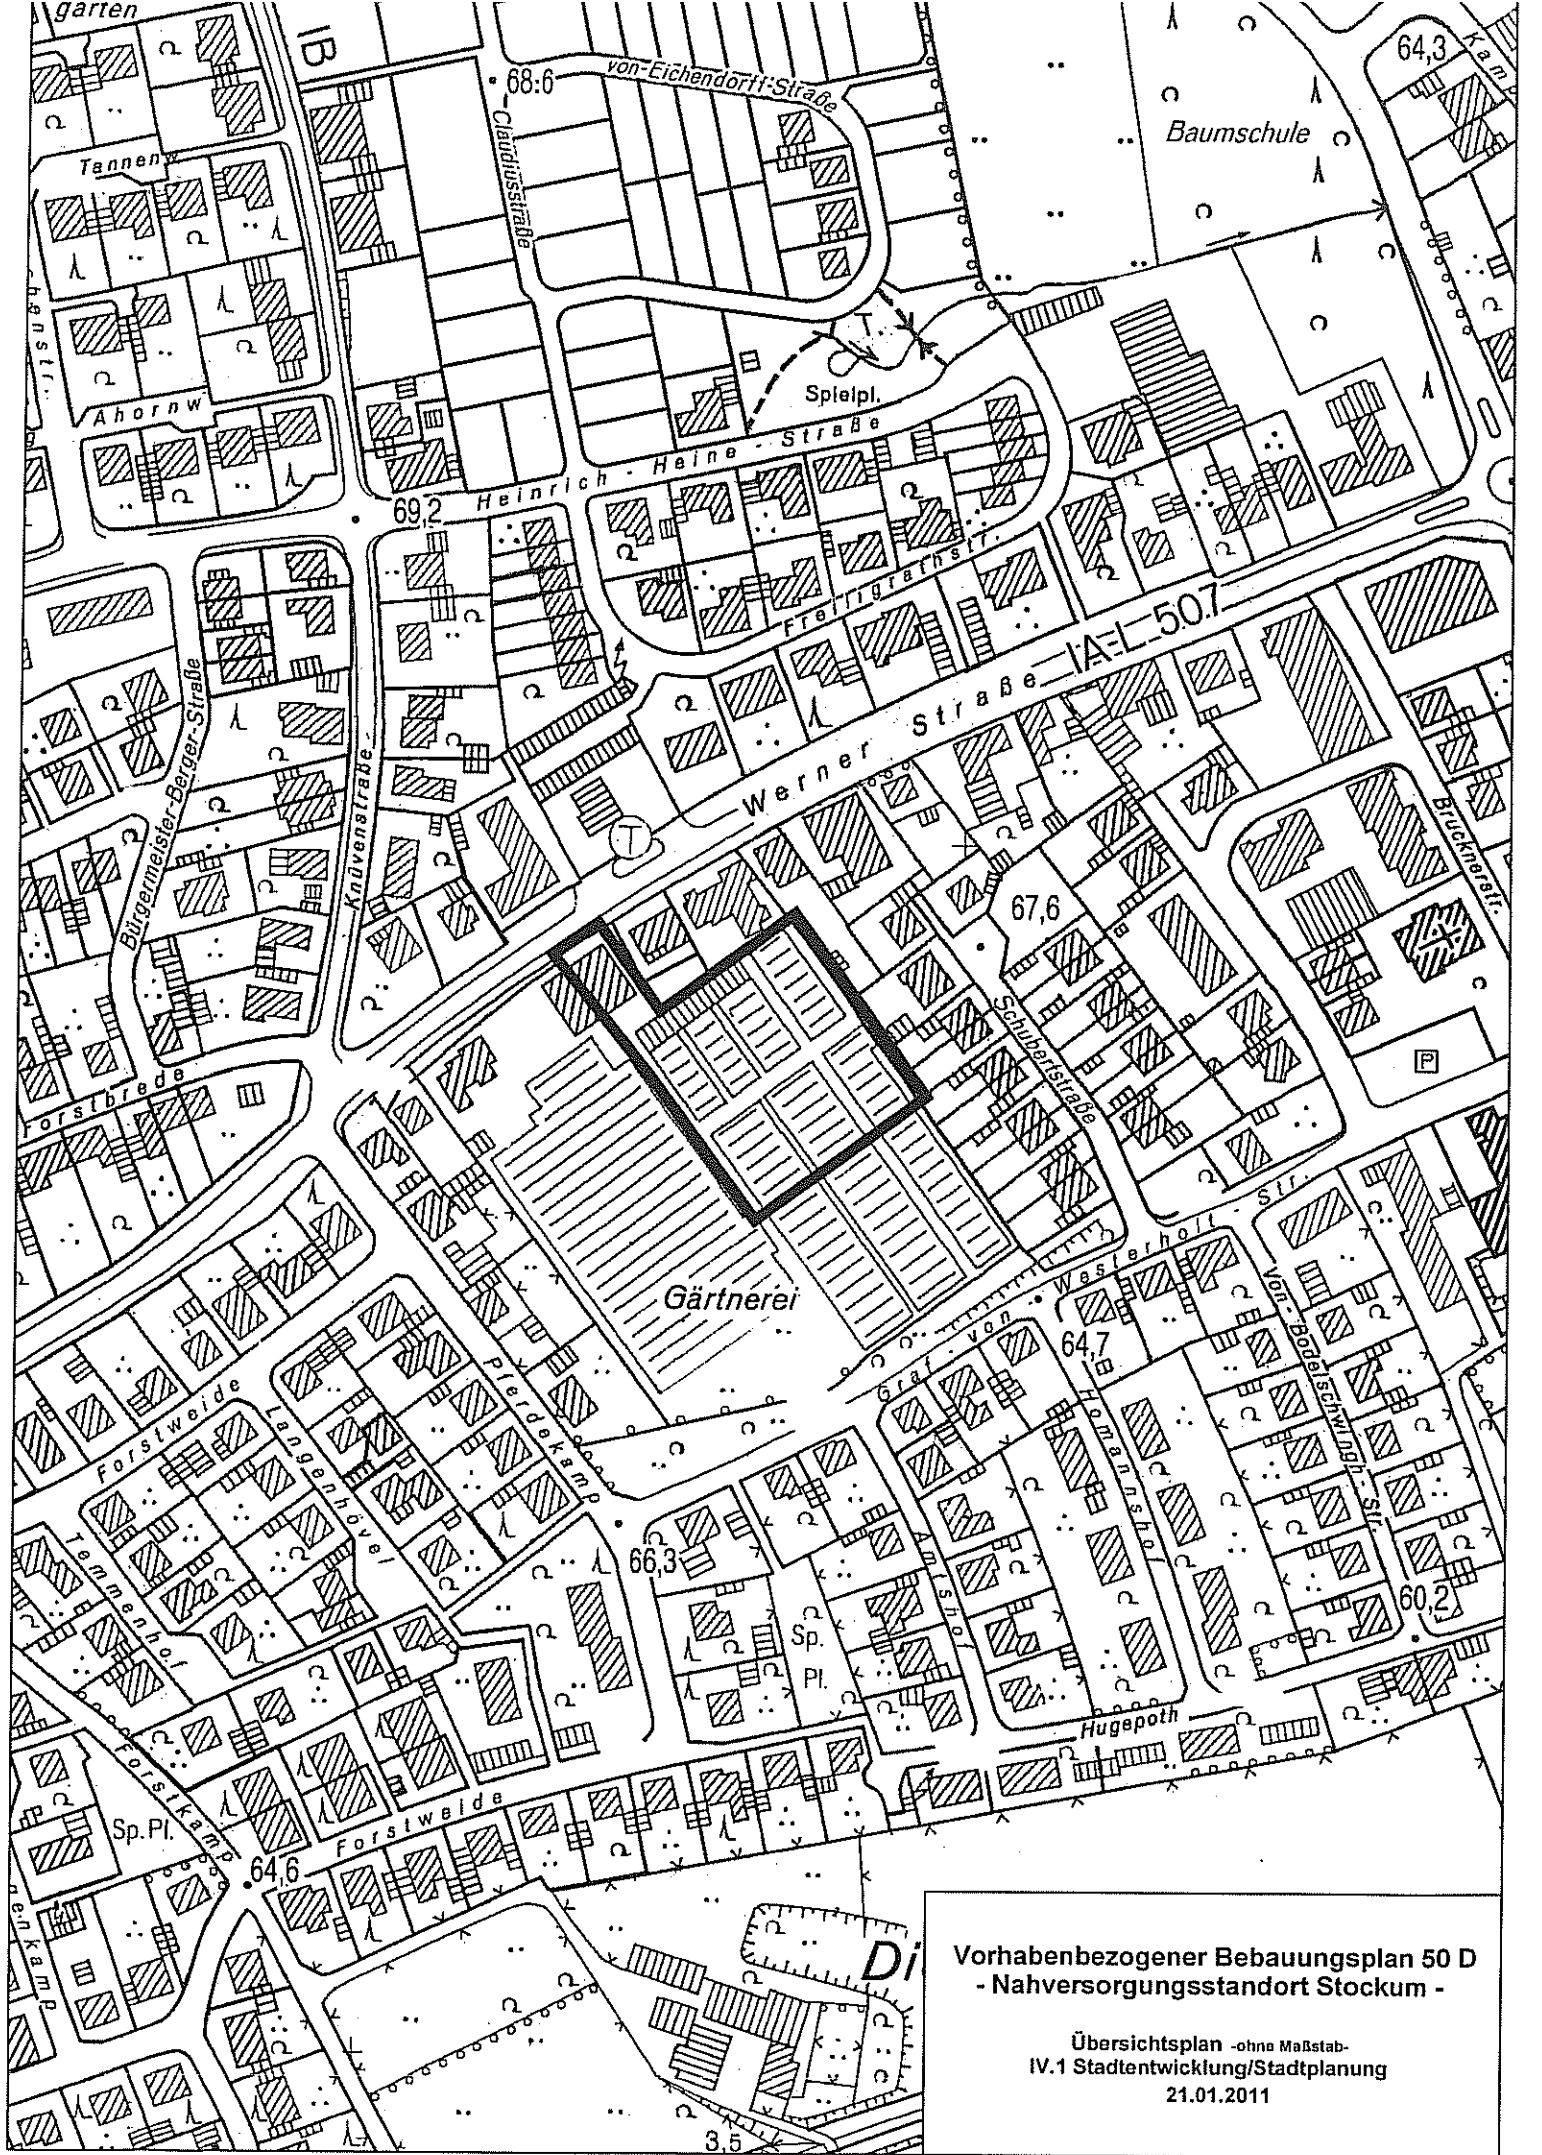 garten
IB
68:6
von-Eichendorff-Straße
64,3
Kam
Baumschule
Claudiusstraße
Tannenw
Ahornw
T.
Spielpl.
Heinrich - Heine - Straße
69,2
Freiligrathstr.
Werner Straße IA-L 507
Bürgermeister-Berger-Straße
Knüvenstraße
T
67,6
Brucknerstr.
Schubertstraße
P
Forstbrede
Gärtnerei
Graf - von - Westerholt - Str.
64,7
Von-Bodelschwingh-Str.
Pferdekamp
Forstweide
Langenhövel
Homannshof
Temmenhof
66,3
Amtshof
Sp.
Pl.
60,2
Hugepoth
Forstkamp
Sp.Pl.
Forstweide
64,6
genkamp
Di
3,5
Vorhabenbezogener Bebauungsplan 50 D
- Nahversorgungsstandort Stockum -
Übersichtsplan -ohne Maßstab-
IV.1 Stadtentwicklung/Stadtplanung
21.01.2011